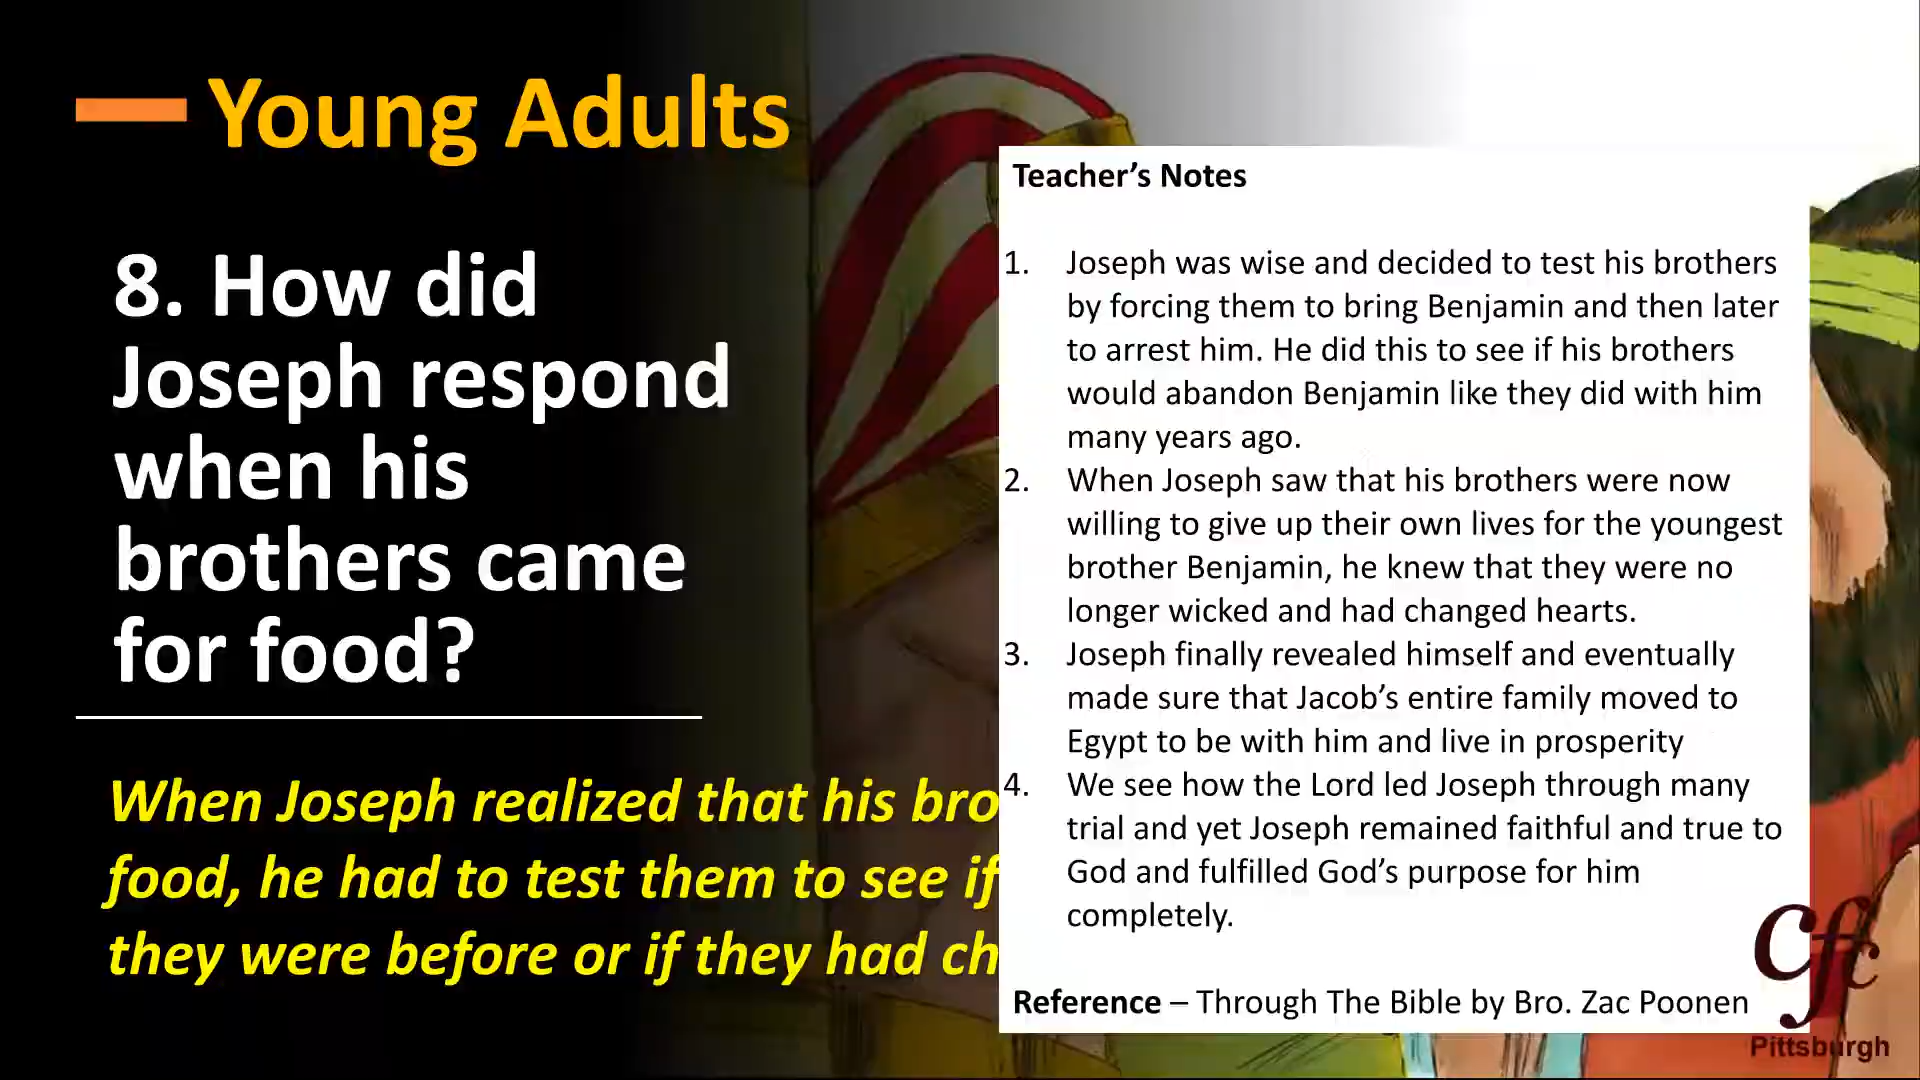 Young Adults
8. How did
Joseph respond
when his
brothers came
for food?
When Joseph realized that his bro
food, he had to test them to see if
they were before or if they had ch
Teacher’s Notes
1. Joseph was wise and decided to test his brothers
by forcing them to bring Benjamin and then later
to arrest him. He did this to see if his brothers
would abandon Benjamin like they did with him
many years ago.
2. When Joseph saw that his brothers were now
willing to give up their own lives for the youngest
brother Benjamin, he knew that they were no
longer wicked and had changed hearts.
3. Joseph finally revealed himself and eventually
made sure that Jacob’s entire family moved to
Egypt to be with him and live in prosperity
4. We see how the Lord led Joseph through many
trial and yet Joseph remained faithful and true to
God and fulfilled God’s purpose for him
completely.
Reference – Through The Bible by Bro. Zac Poonen
cfc
Pittsburgh